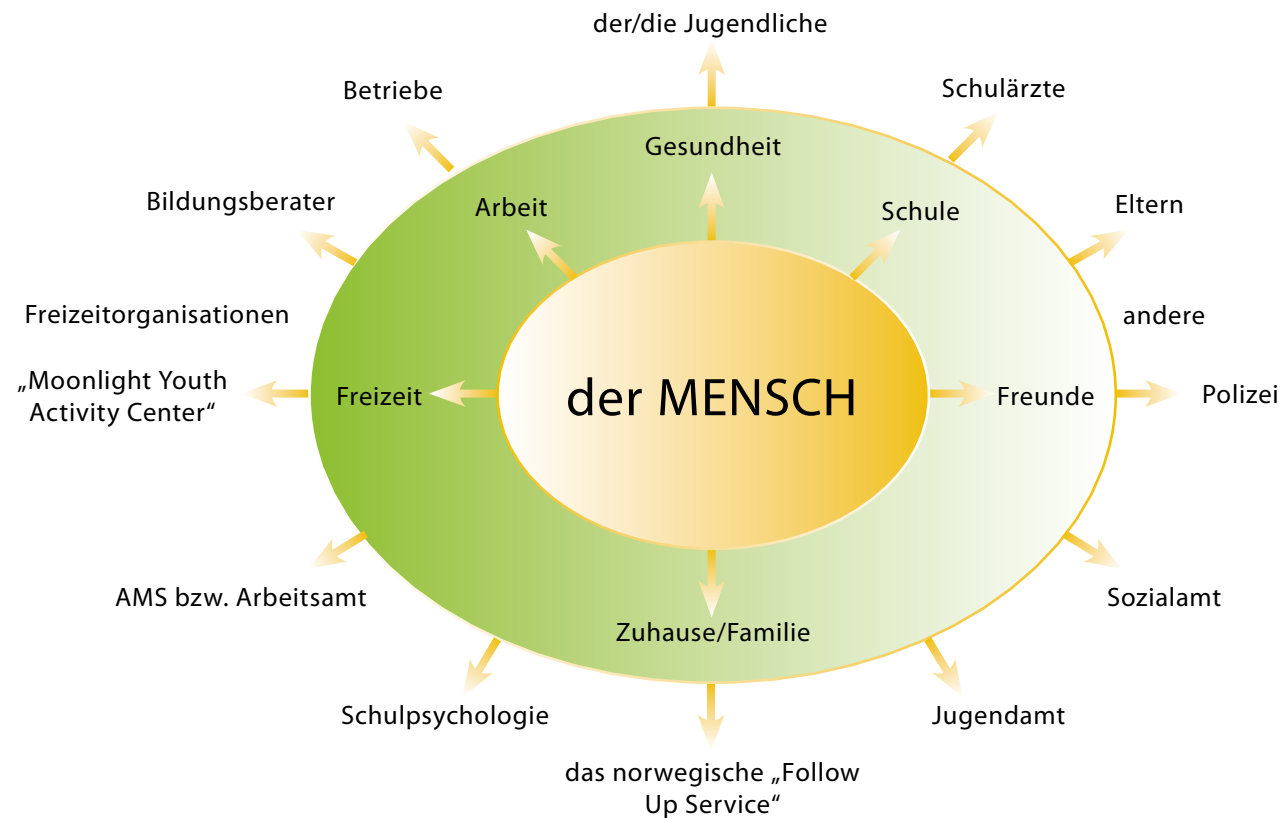 der/die Jugendliche
Betriebe
Schulärzte
Gesundheit
Bildungsberater
Arbeit
Schule
Eltern
Freizeitorganisationen
andere
„Moonlight Youth
Activity Center“
Freizeit
der MENSCH
Freunde
Polizei
AMS bzw. Arbeitsamt
Zuhause/Familie
Sozialamt
Schulpsychologie
Jugendamt
das norwegische „Follow
Up Service“